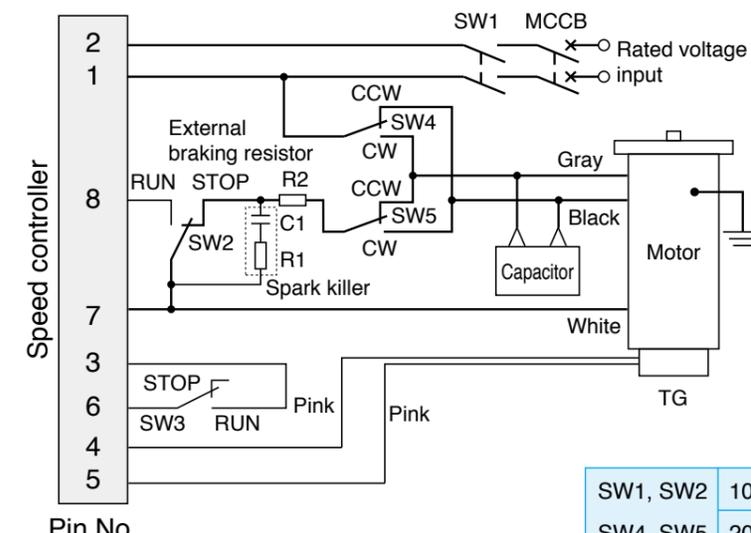 SW1 MCCB
2
Rated voltage
input
1
CCW
SW4
CW
External
braking resistor
Gray
RUN STOP R2
CCW
8
SW5
Black
C1
SW2
CW
R1
Motor
Capacitor
Spark killer
Speed controller
7
White
3
STOP
Pink
6
SW3 RUN
Pink
TG
4
5
SW1, SW2 10
SW4, SW5 20
Pin No